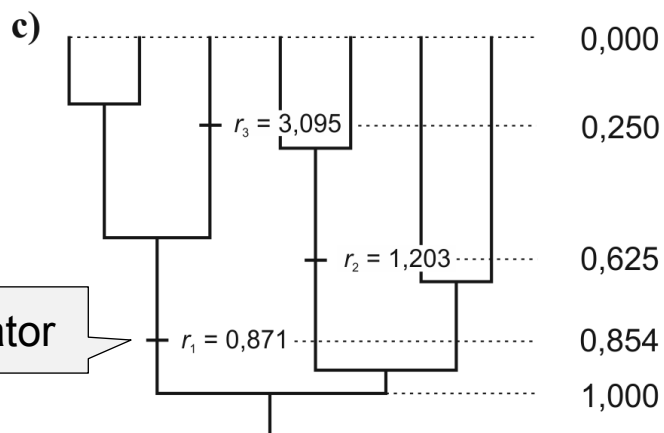 c)
0,000
r₃ = 3,095
0,250
r₂ = 1,203
0,625
r₁ = 0,871
0,854
1,000